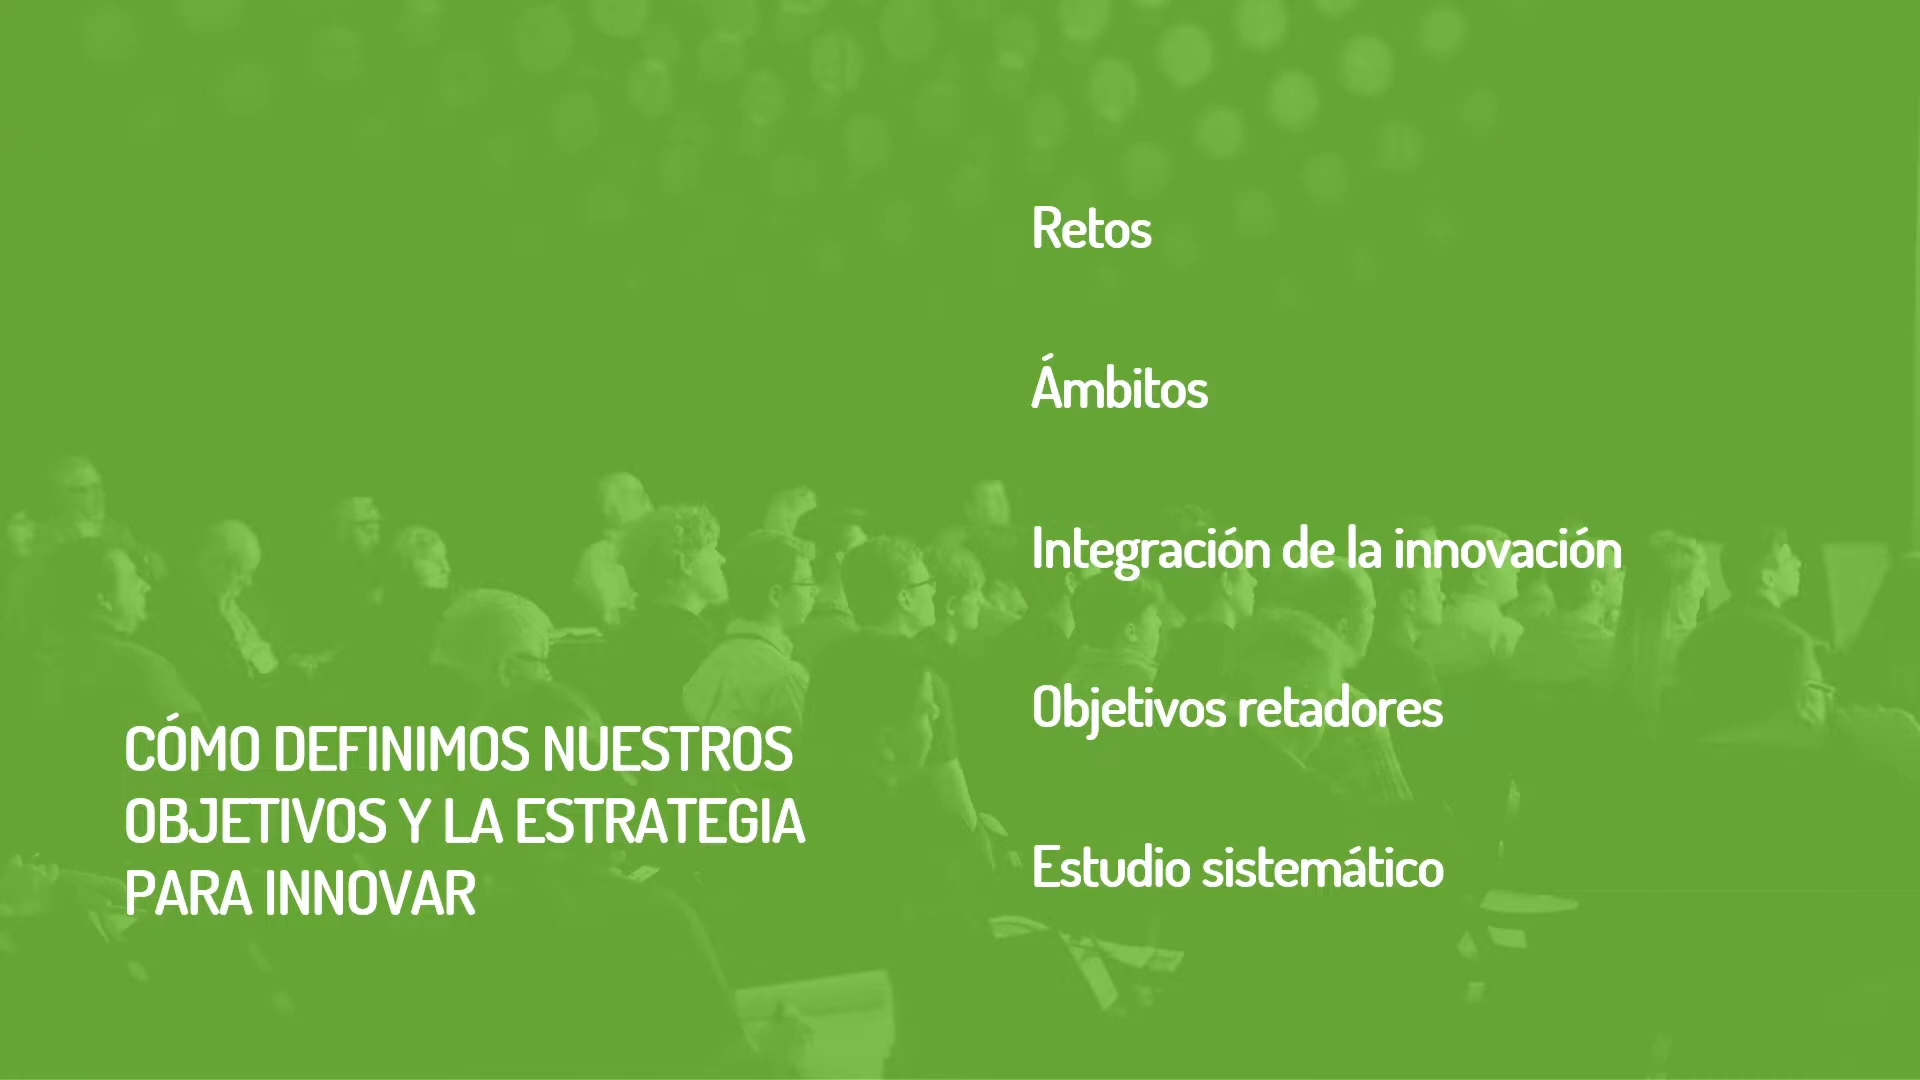 CÓMO DEFINIMOS NUESTROS
OBJETIVOS Y LA ESTRATEGIA
PARA INNOVAR
Retos
Ámbitos
Integración de la innovación
Objetivos retadores
Estudio sistemático